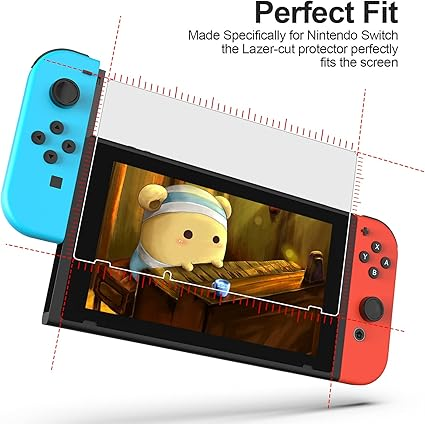 Perfect Fit
Made Specifically for Nintendo Switch
the Lazer-cut protector perfectly
fits the screen
X
Y
A
B